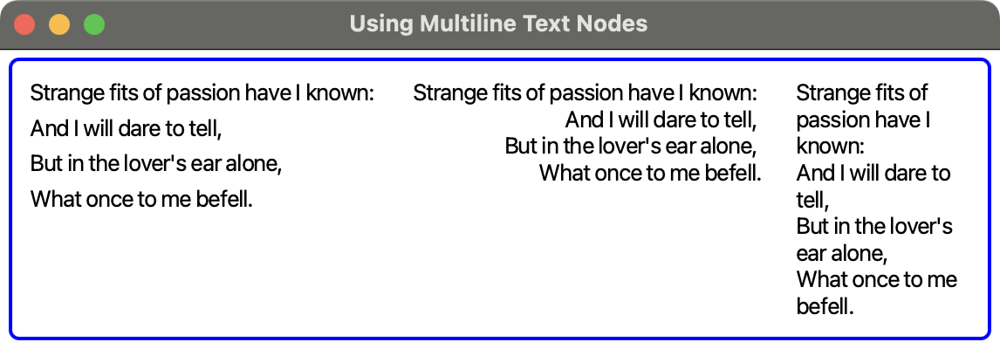 Using Multiline Text Nodes
Strange fits of passion have I known:
And I will dare to tell,
But in the lover's ear alone,
What once to me befell.
Strange fits of passion have I known:
And I will dare to tell,
But in the lover's ear alone,
What once to me befell.
Strange fits of
passion have I
known:
And I will dare to
tell,
But in the lover's
ear alone,
What once to me
befell.